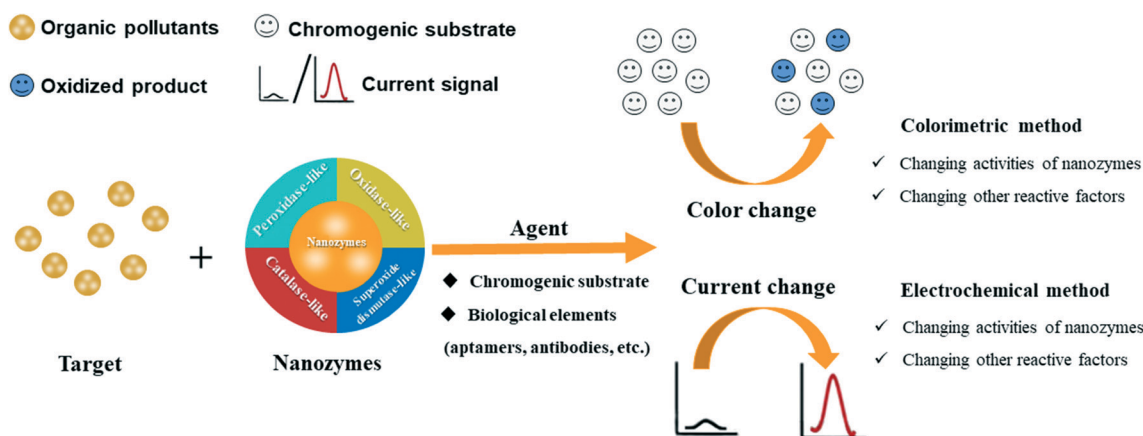 Organic pollutants
Chromogenic substrate
Oxidized product
Current signal
Target
+
Peroxidase-like
Oxidase-like
Catalase-like
Superoxide
dismutase-like
Nanozymes
Nanozymes
Agent
◆ Chromogenic substrate
◆ Biological elements
(aptamers, antibodies, etc.)
Color change
Colorimetric method
✓ Changing activities of nanozymes
✓ Changing other reactive factors
Current change
Electrochemical method
✓ Changing activities of nanozymes
✓ Changing other reactive factors